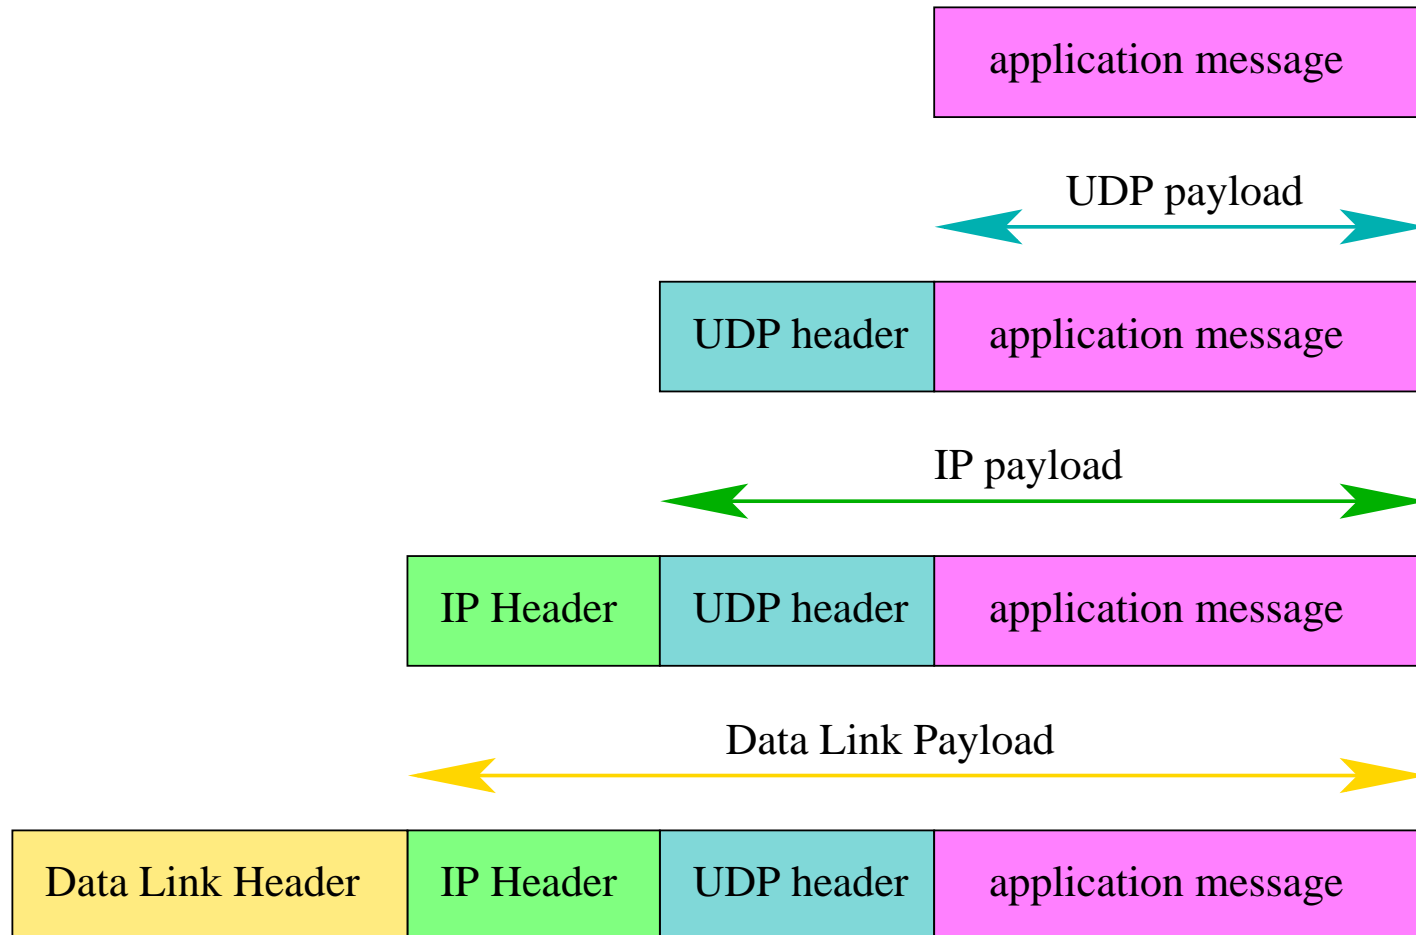 application message
UDP payload
UDP header application message
IP payload
IP Header UDP header application message
Data Link Payload
Data Link Header IP Header UDP header application message